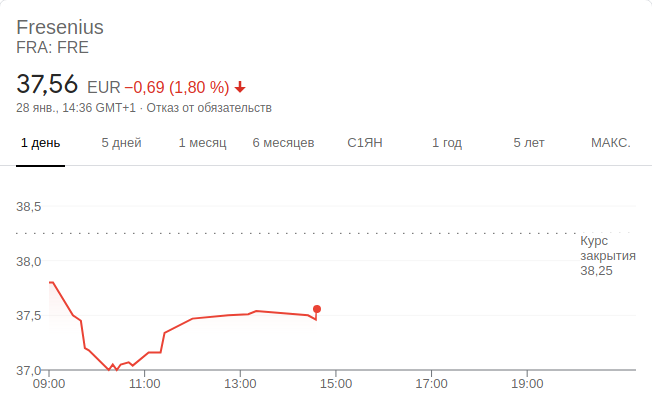 Fresenius
FRA: FRE
37,56 EUR −0,69 (1,80 %)
28 янв., 14:36 GMT+1 · Отказ от обязательств
1 день 5 дней 1 месяц 6 месяцев С1ЯН 1 год 5 лет МАКС.
38,5
Курс
закрытия
38,25
38,0
37,5
37,0
09:00 11:00 13:00 15:00 17:00 19:00